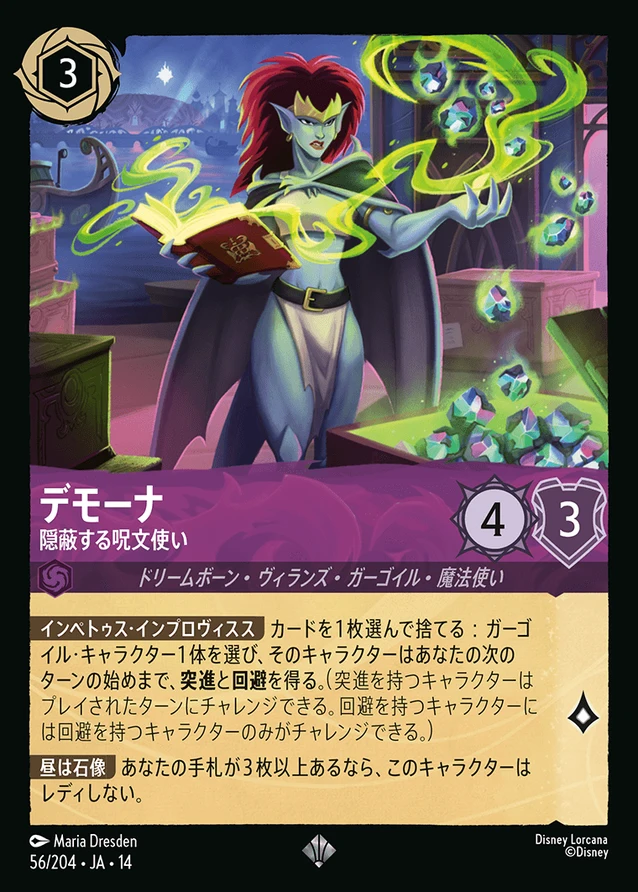 3
デモーナ
隠蔽する呪文使い
4
3
ドリームボーン・ヴィランズ・ガーゴイル・魔法使い
インペトゥス・インプロヴィスス カードを1枚選んで捨てる：ガーゴ
イル・キャラクター1体を選び、そのキャラクターはあなたの次の
ターンの始めまで、突進と回避を得る。（突進を持つキャラクターは
プレイされたターンにチャレンジできる。回避を持つキャラクターに
は回避を持つキャラクターのみがチャレンジできる。）
昼は石像 あなたの手札が3枚以上あるなら、このキャラクターは
レディしない。
Maria Dresden
56/204・JA・14
Disney Lorcana
©Disney